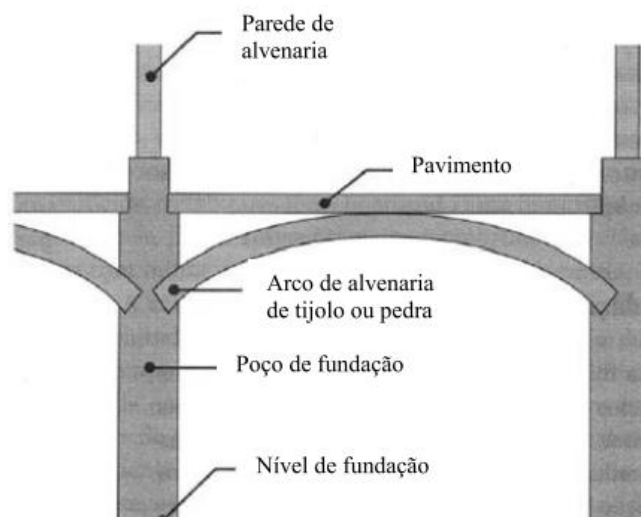 Parede de
alvenaria
Pavimento
Arco de alvenaria
de tijolo ou pedra
Poço de fundação
Nível de fundação